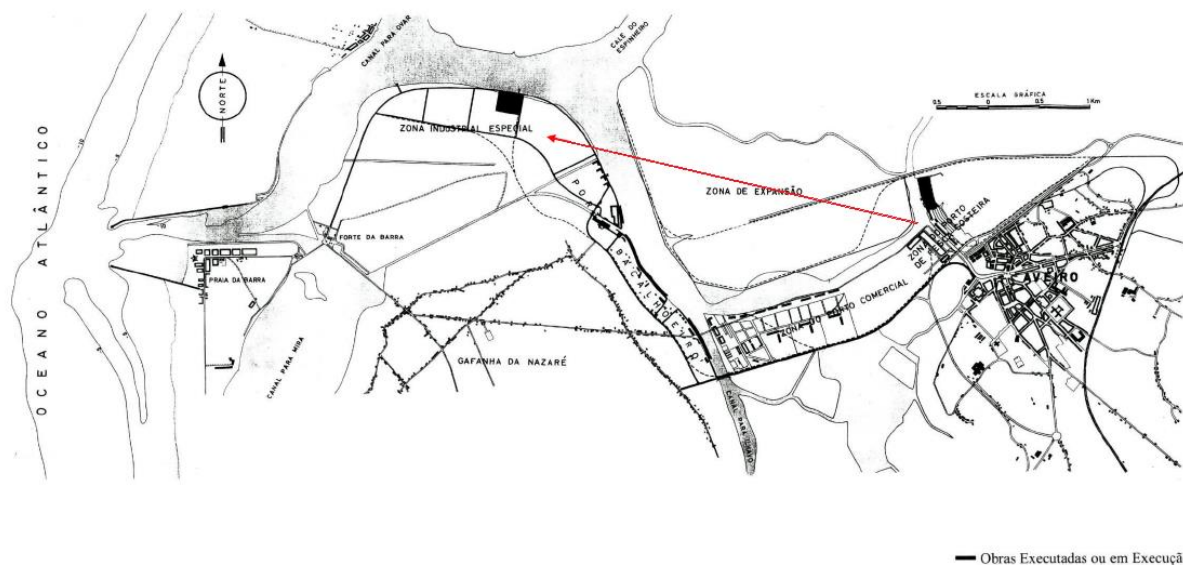 CANAL PARA OVAR
CALE DO
ESPINHEIRO
NORTE
ESCALA GRÁFICA
0.5 0 0.5 1 Km
OCEANO ATLÂNTICO
ZONA INDUSTRIAL ESPECIAL
ZONA DE EXPANSÃO
FORTE DA BARRA
PRAIA DA BARRA
AVEIRO
ZONA DO PORTO COMERCIAL
BACALHOEIRO
GAFANHA DA NAZARÉ
CANAL PARA MIRA
Obras Executadas ou em Execuçã